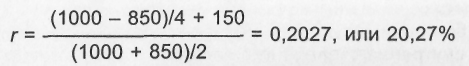 r = (1000 – 850)/4 + 150 / (1000 + 850)/2 = 0,2027, или 20,27%